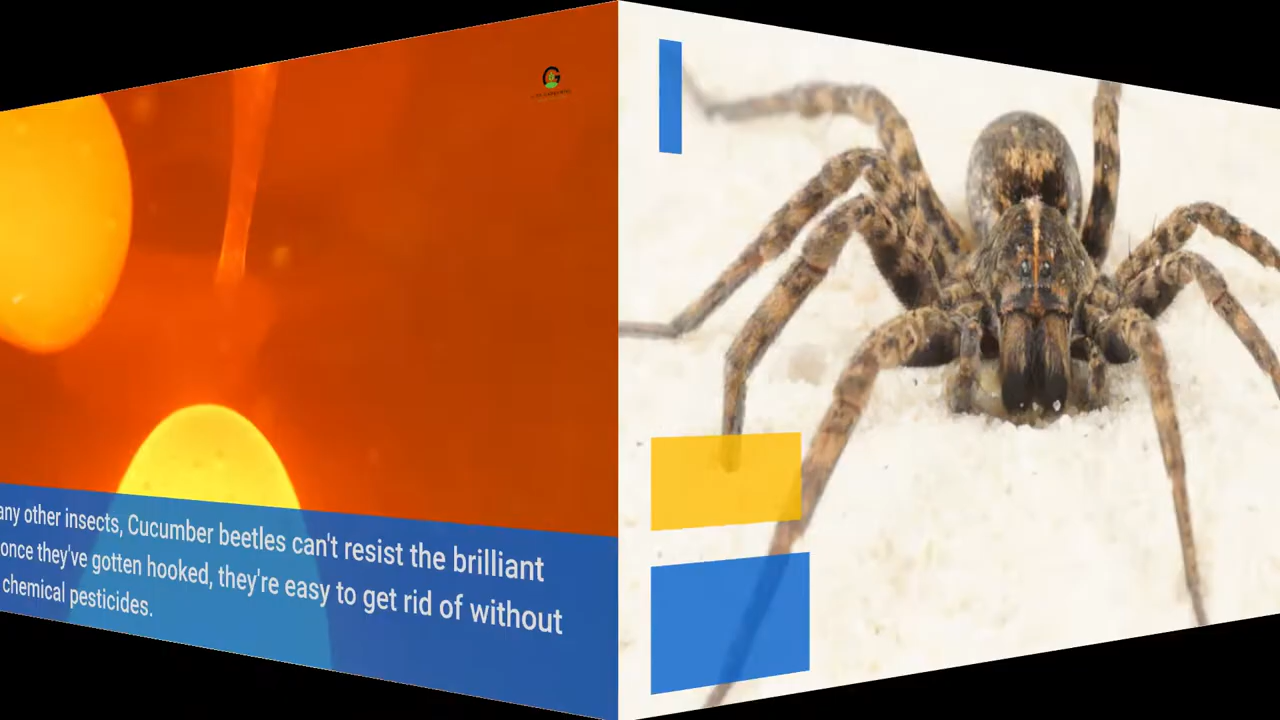 any other insects, Cucumber beetles can't resist the brilliant
once they've gotten hooked, they're easy to get rid of without
chemical pesticides.